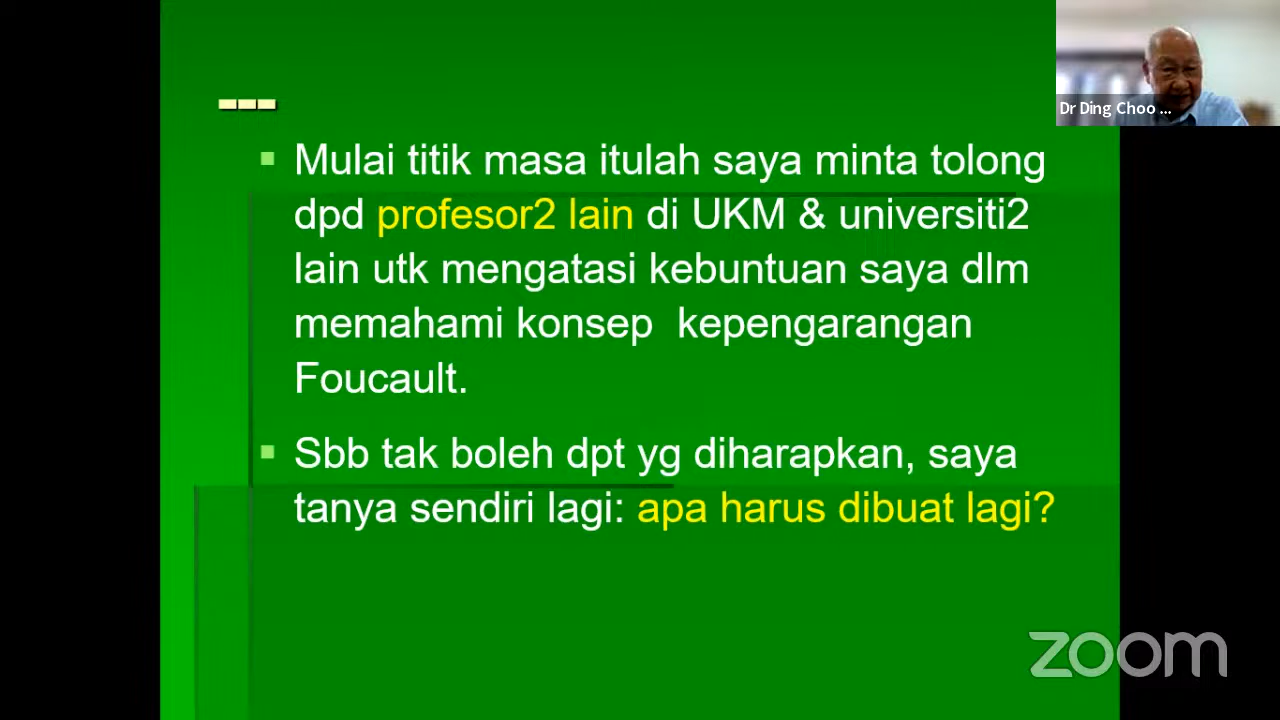 ---
Dr Ding Choo ...
Mulai titik masa itulah saya minta tolong
dpd profesor2 lain di UKM & universiti2
lain utk mengatasi kebuntuan saya dlm
memahami konsep kepengarangan
Foucault.
Sbb tak boleh dpt yg diharapkan, saya
tanya sendiri lagi: apa harus dibuat lagi?
zoom